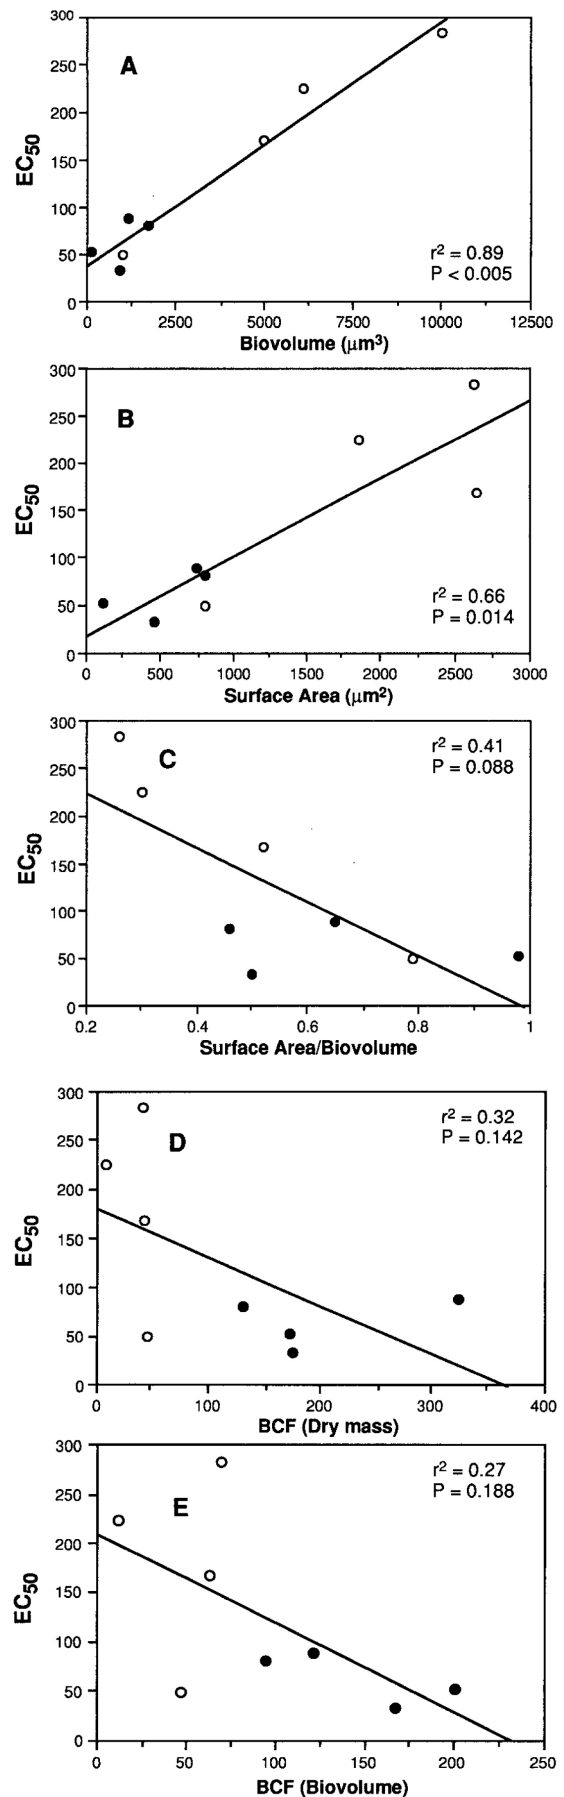 300
A
250
200
EC50
150
100
50
r2 = 0.89
P < 0.005
0
0 2500 5000 7500 10000 12500
Biovolume (μm3)
300
B
250
200
EC50
150
100
50
r2 = 0.66
P = 0.014
0
0 500 1000 1500 2000 2500 3000
Surface Area (μm2)
300
r2 = 0.41
C
P = 0.088
250
200
EC50
150
100
50
0
0.2 0.4 0.6 0.8 1
Surface Area/Biovolume
300
r2 = 0.32
P = 0.142
D
250
200
EC50
150
100
50
0
0 100 200 300 400
BCF (Dry mass)
300
r2 = 0.27
P = 0.188
250
E
200
EC50
150
100
50
0
0 50 100 150 200 250
BCF (Biovolume)